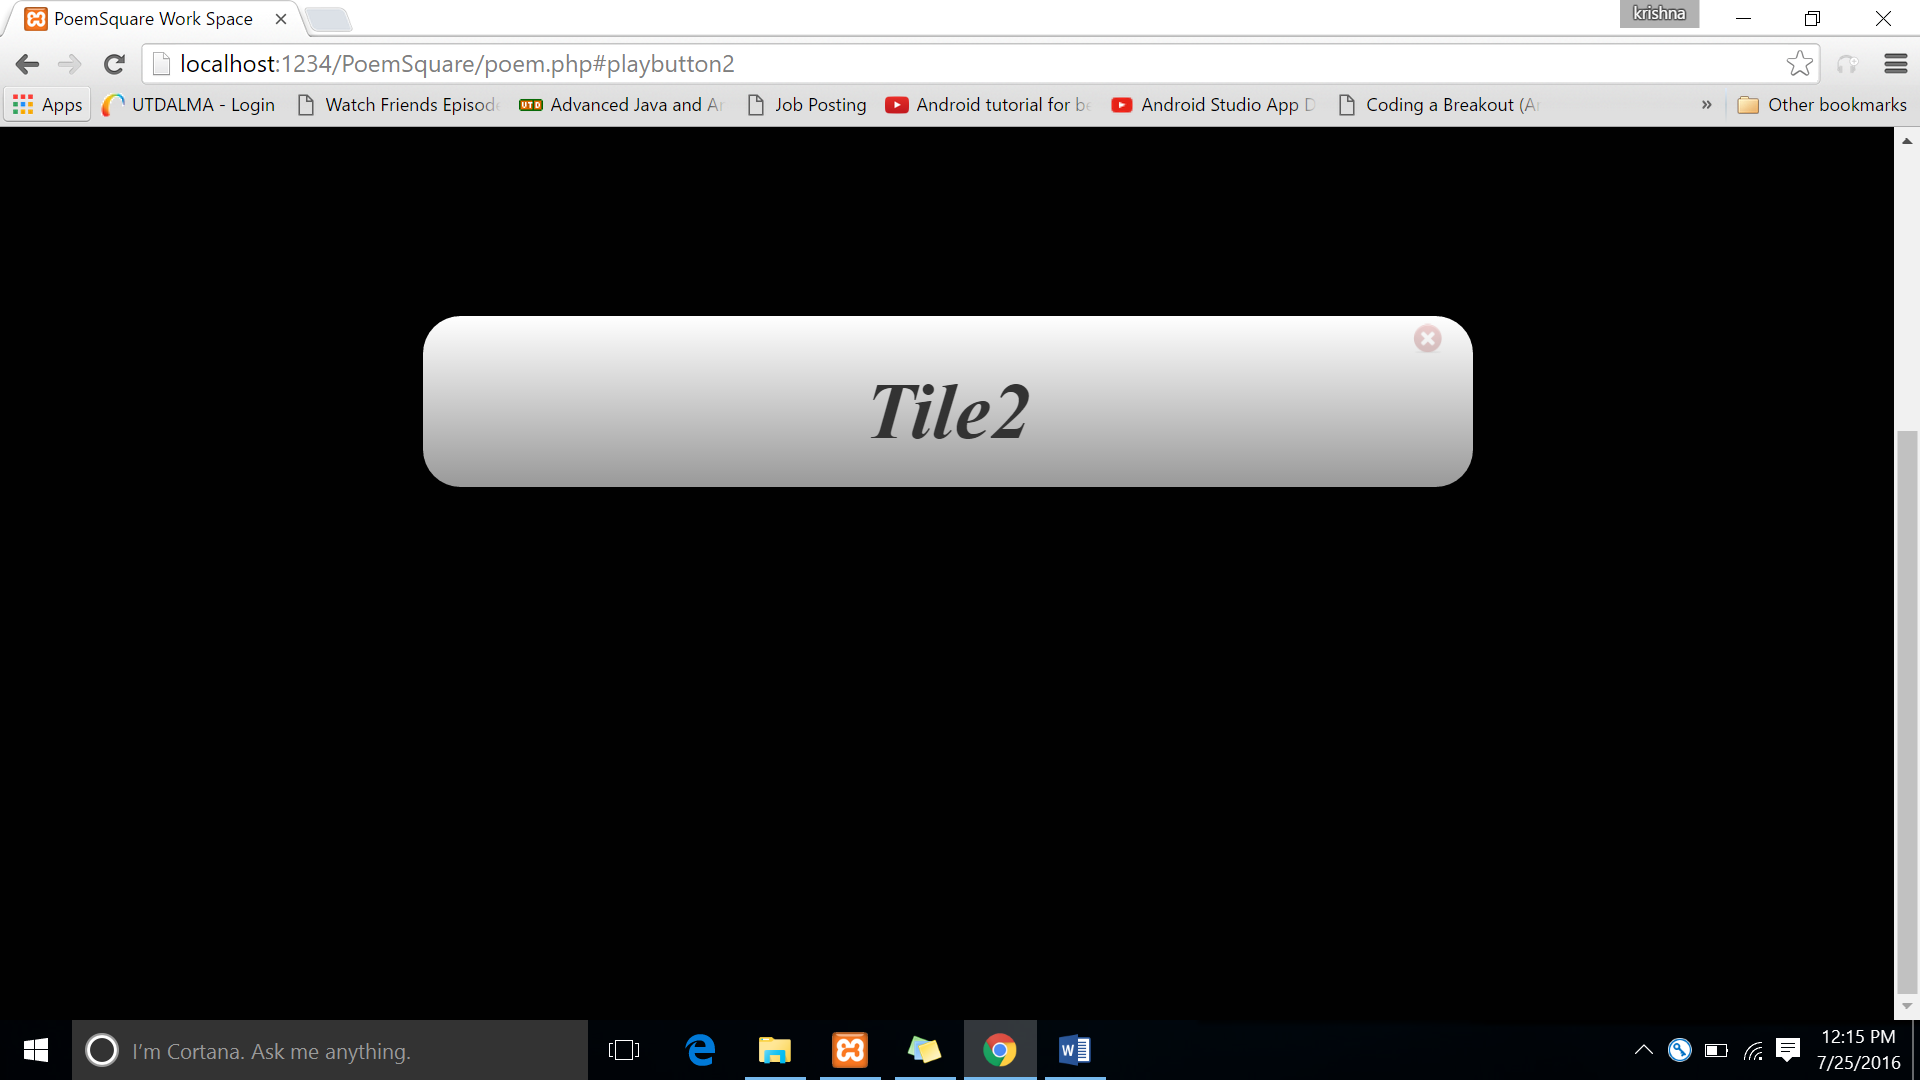 PoemSquare Work Space
krishna
localhost:1234/PoemSquare/poem.php#playbutton2
Apps UTDALMA - Login Watch Friends Episod UTD Advanced Java and Job Posting Android tutorial for Android Studio App Coding a Breakout » Other bookmarks
Tile2
I'm Cortana. Ask me anything.
12:15 PM
7/25/2016